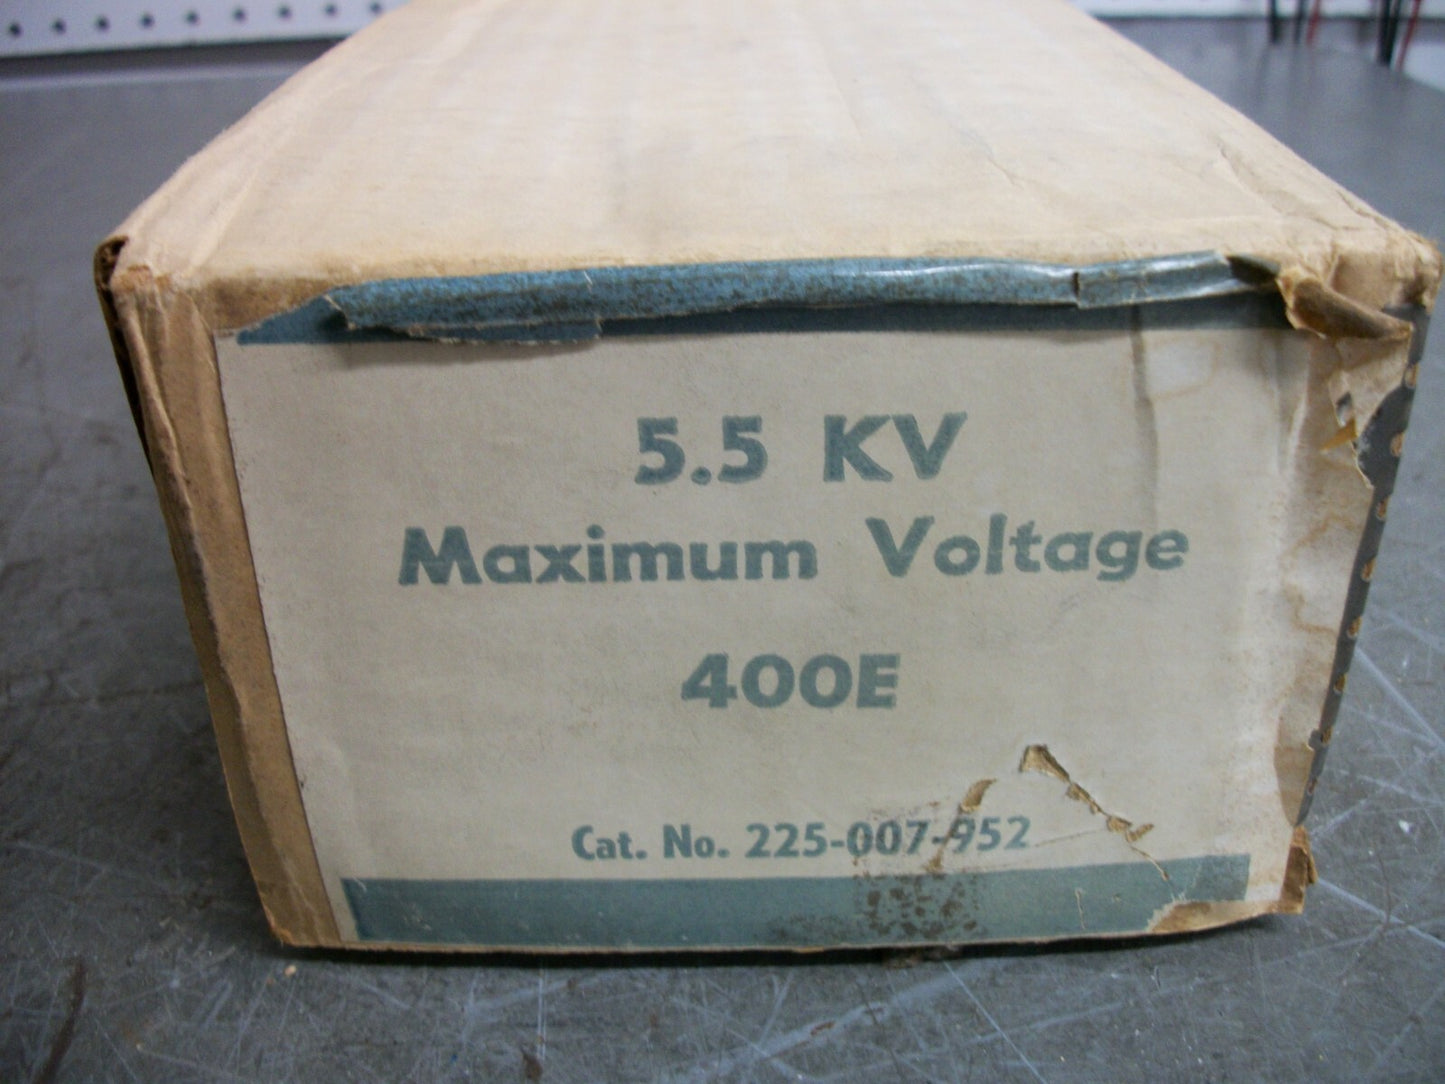 5.5 KV
Maximum Voltage
400E
Cat. No. 225-007-952